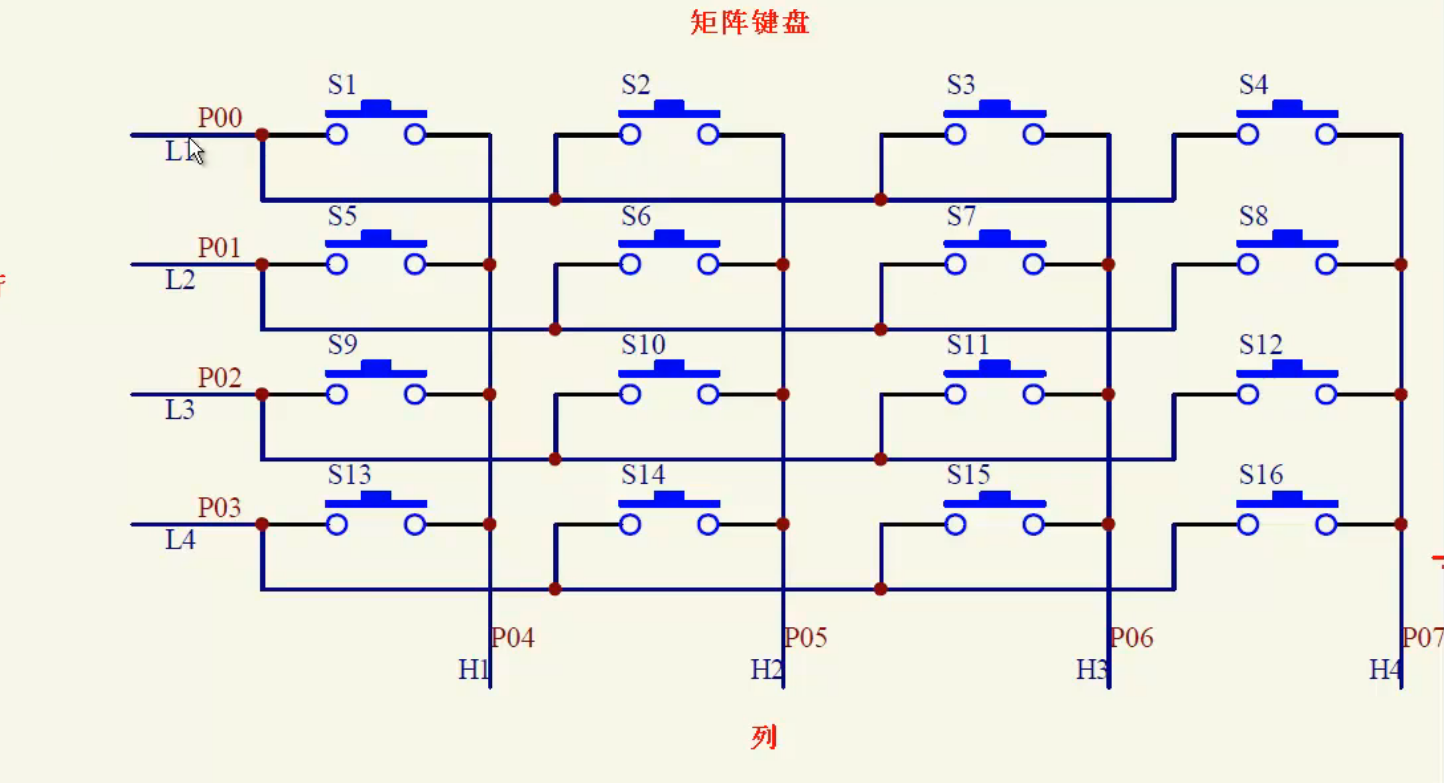 矩阵键盘
S1 S2 S3 S4
P00
S5 S6 S7 S8
P01
L2
S9 S10 S11 S12
P02
L3
S13 S14 S15 S16
P03
L4
P04 P05 P06 P07
H1 H2 H3 H4
列